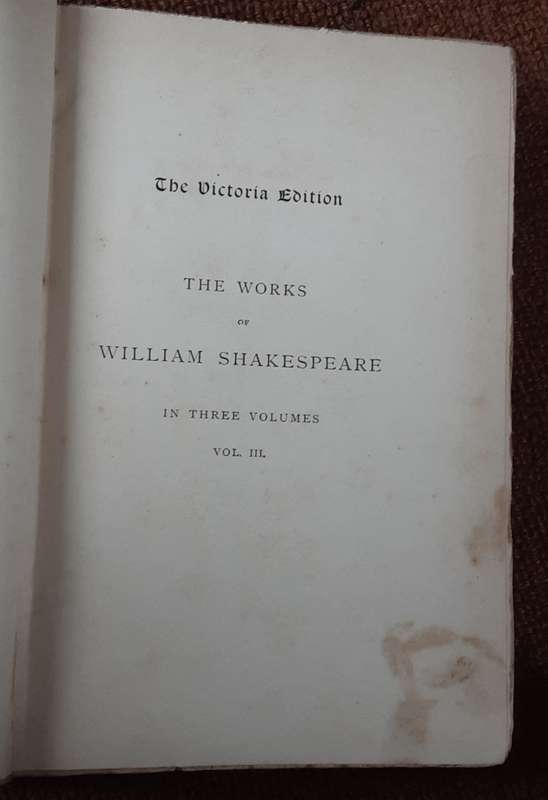 The Victoria Edition
THE WORKS
OF
WILLIAM SHAKESPEARE
IN THREE VOLUMES
VOL. III.